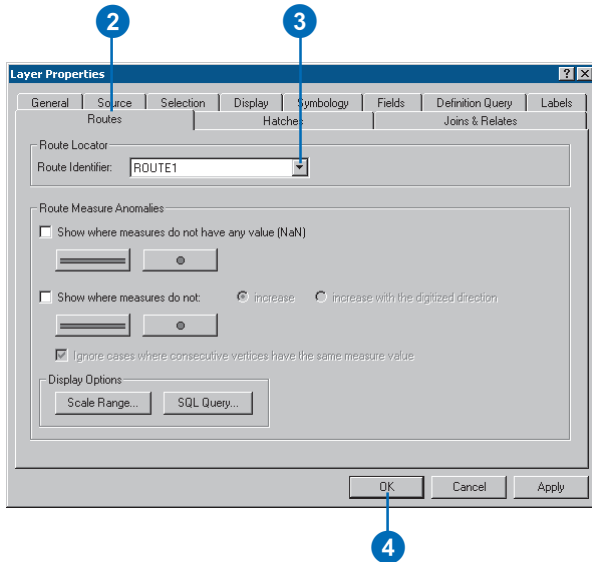 2
3
Layer Properties
General Source Selection Display Symbology Fields Definition Query Labels
Routes Hatches Joins & Relates
Route Locator
Route Identifier: ROUTE1
Route Measure Anomalies
Show where measures do not have any value (NaN)
Show where measures do not: increase increase with the digitized direction
Ignore cases where consecutive vertices have the same measure value
Display Options
Scale Range... SQL Query...
OK Cancel Apply
4